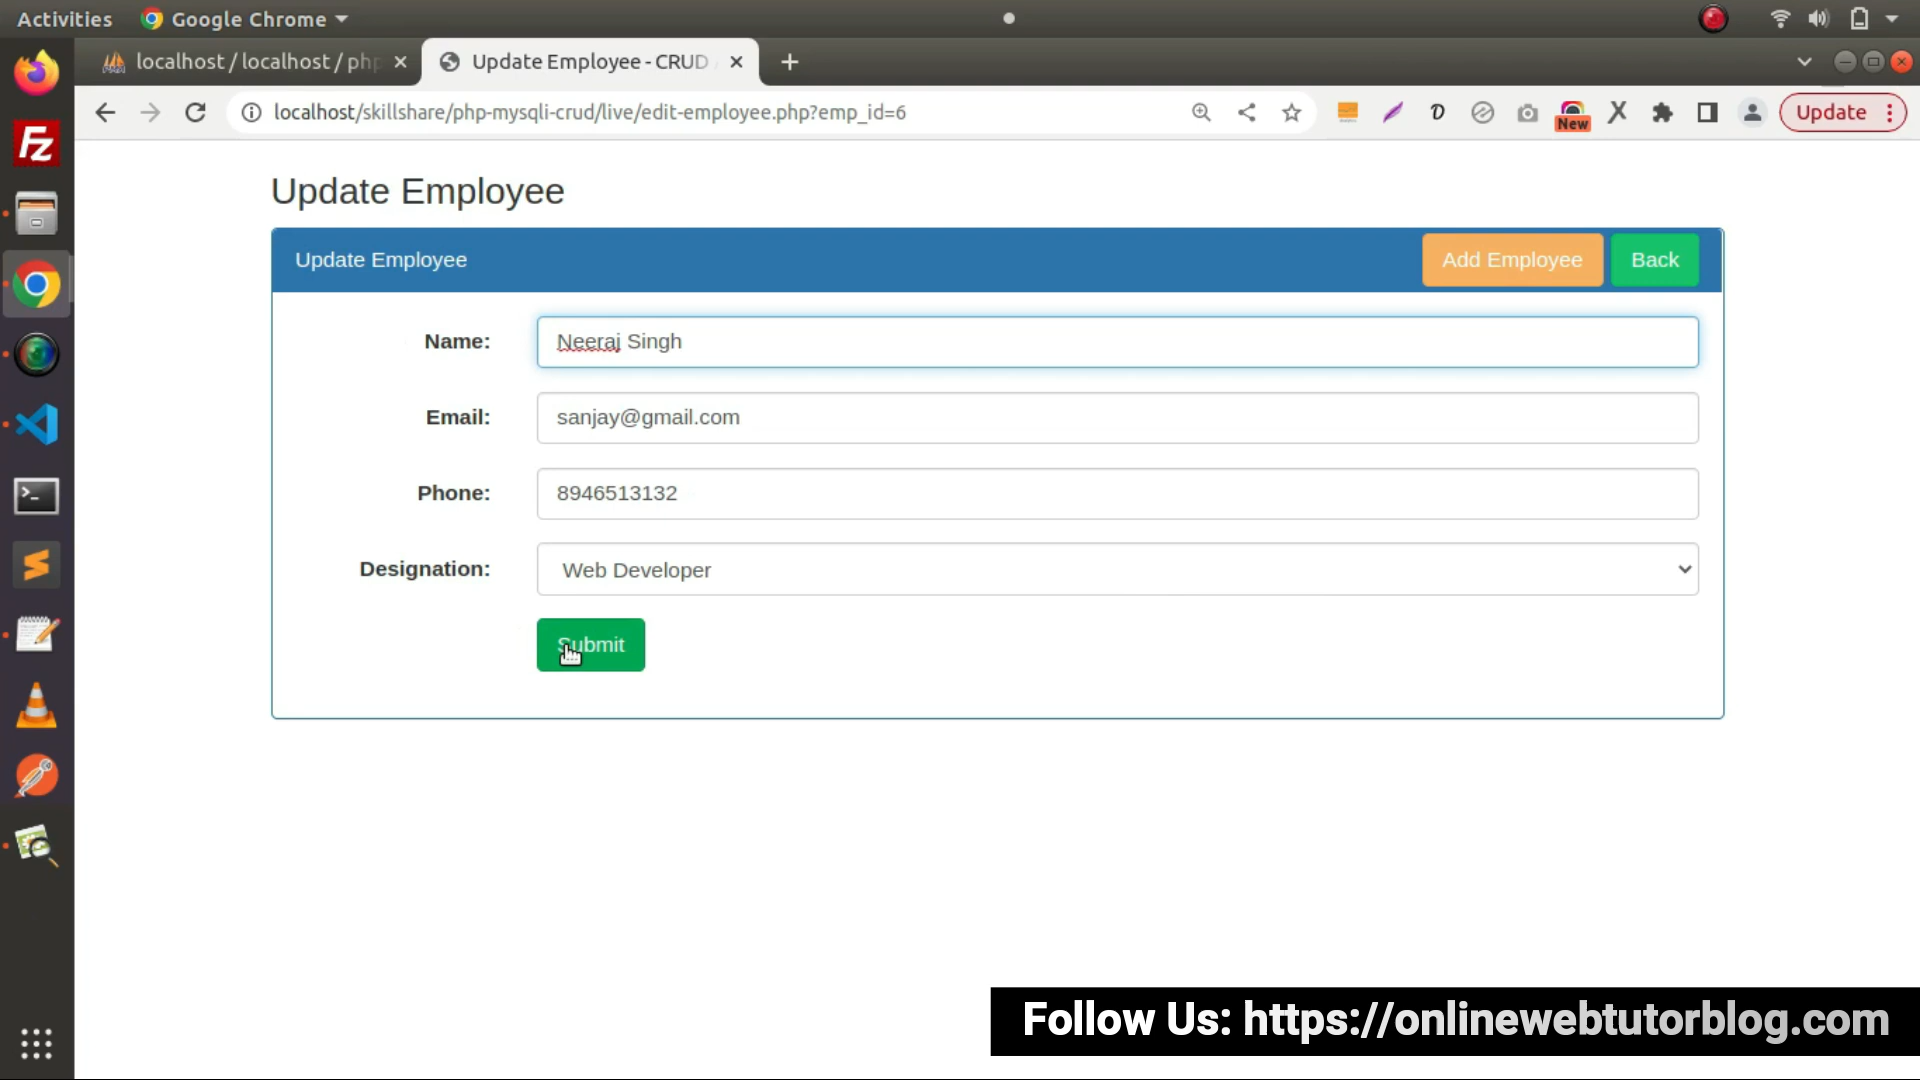 Activities
Google Chrome
localhost / localhost / php
Update Employee - CRUD
localhost/skillshare/php-mysqli-crud/live/edit-employee.php?emp_id=6
New
Update
Update Employee
Update Employee
Add Employee
Back
Name:
Neeraj Singh
Email:
sanjay@gmail.com
Phone:
8946513132
Designation:
Web Developer
Submit
Follow Us: https://onlinewebtutorblog.com